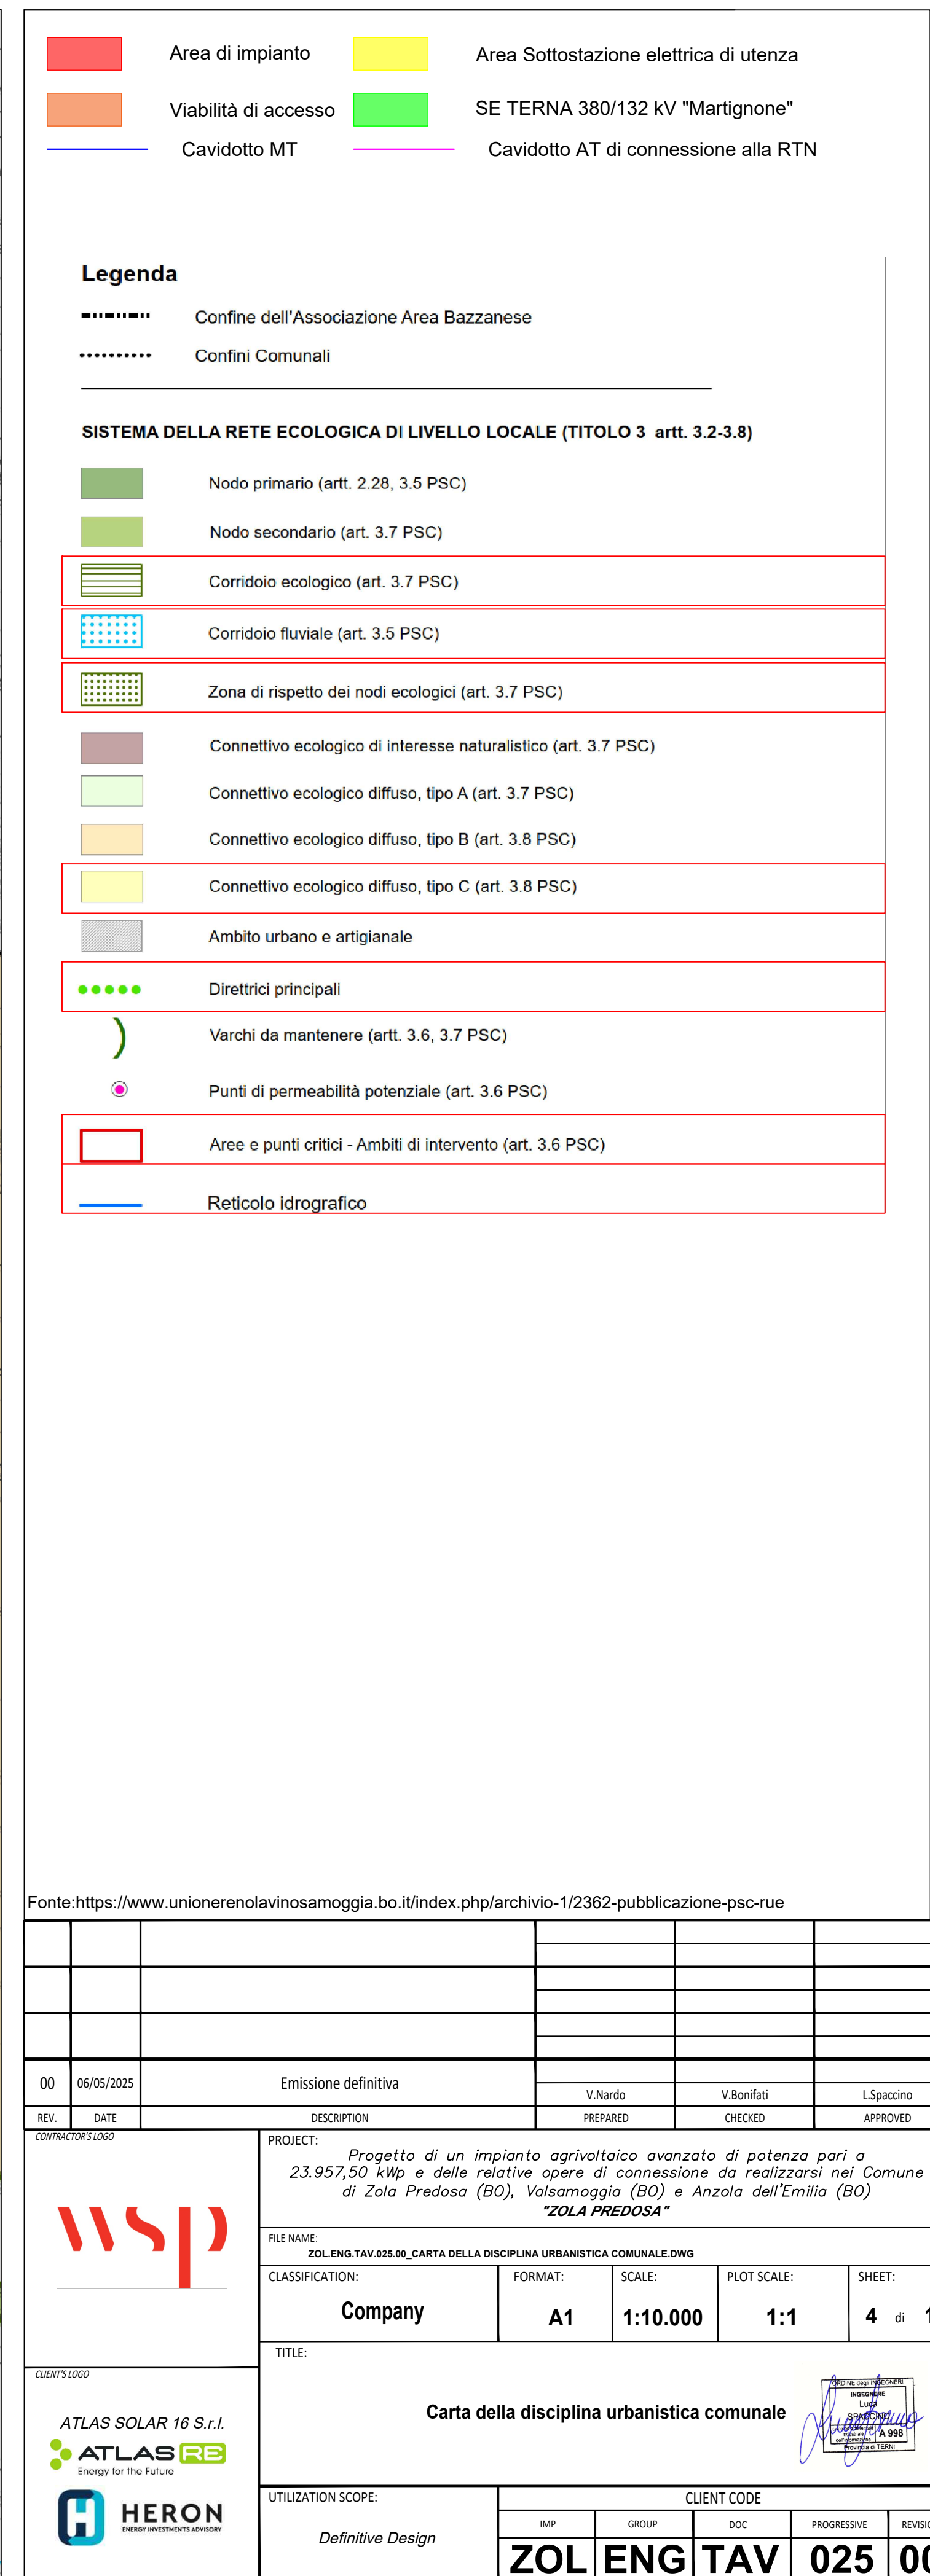 Area di impianto
Area Sottostazione elettrica di utenza
Viabilità di accesso
SE TERNA 380/132 kV "Martignone"
Cavidotto MT
Cavidotto AT di connessione alla RTN
Legenda
Confine dell'Associazione Area Bazzanese
Confini Comunali
SISTEMA DELLA RETE ECOLOGICA DI LIVELLO LOCALE (TITOLO 3 artt. 3.2-3.8)
Nodo primario (artt. 2.28, 3.5 PSC)
Nodo secondario (art. 3.7 PSC)
Corridoio ecologico (art. 3.7 PSC)
Corridoio fluviale (art. 3.5 PSC)
Zona di rispetto dei nodi ecologici (art. 3.7 PSC)
Connettivo ecologico di interesse naturalistico (art. 3.7 PSC)
Connettivo ecologico diffuso, tipo A (art. 3.7 PSC)
Connettivo ecologico diffuso, tipo B (art. 3.8 PSC)
Connettivo ecologico diffuso, tipo C (art. 3.8 PSC)
Ambito urbano e artigianale
Direttrici principali
Varchi da mantenere (artt. 3.6, 3.7 PSC)
Punti di permeabilità potenziale (art. 3.6 PSC)
Aree e punti critici - Ambiti di intervento (art. 3.6 PSC)
Reticolo idrografico
Fonte:https://www.unionerenolavinosamoggia.bo.it/index.php/archivio-1/2362-pubblicazione-psc-rue
00 06/05/2025 Emissione definitiva V.Nardo V.Bonifati L.Spaccino
REV. DATE DESCRIPTION PREPARED CHECKED APPROVED
CONTRACTOR'S LOGO
wsp
PROJECT:
Progetto di un impianto agrivoltaico avanzato di potenza pari a
23.957,50 kWp e delle relative opere di connessione da realizzarsi nei Comune
di Zola Predosa (BO), Valsamoggia (BO) e Anzola dell'Emilia (BO)
"ZOLA PREDOSA"
FILE NAME:
ZOL.ENG.TAV.025.00_CARTA DELLA DISCIPLINA URBANISTICA COMUNALE.DWG
CLASSIFICATION: FORMAT: SCALE: PLOT SCALE: SHEET:
Company A1 1:10.000 1:1 4 di
TITLE:
Carta della disciplina urbanistica comunale
ORDINE degli INGEGNERI
INGEGNERE
Luca
SPACCINO
A 998
Provincia di TERNI
CLIENT'S LOGO
ATLAS SOLAR 16 S.r.l.
ATLAS RE
Energy for the Future
HERON
ENERGY INVESTMENTS ADVISORY
UTILIZATION SCOPE:
Definitive Design
CLIENT CODE
IMP GROUP DOC PROGRESSIVE
ZOL ENG TAV 025 00